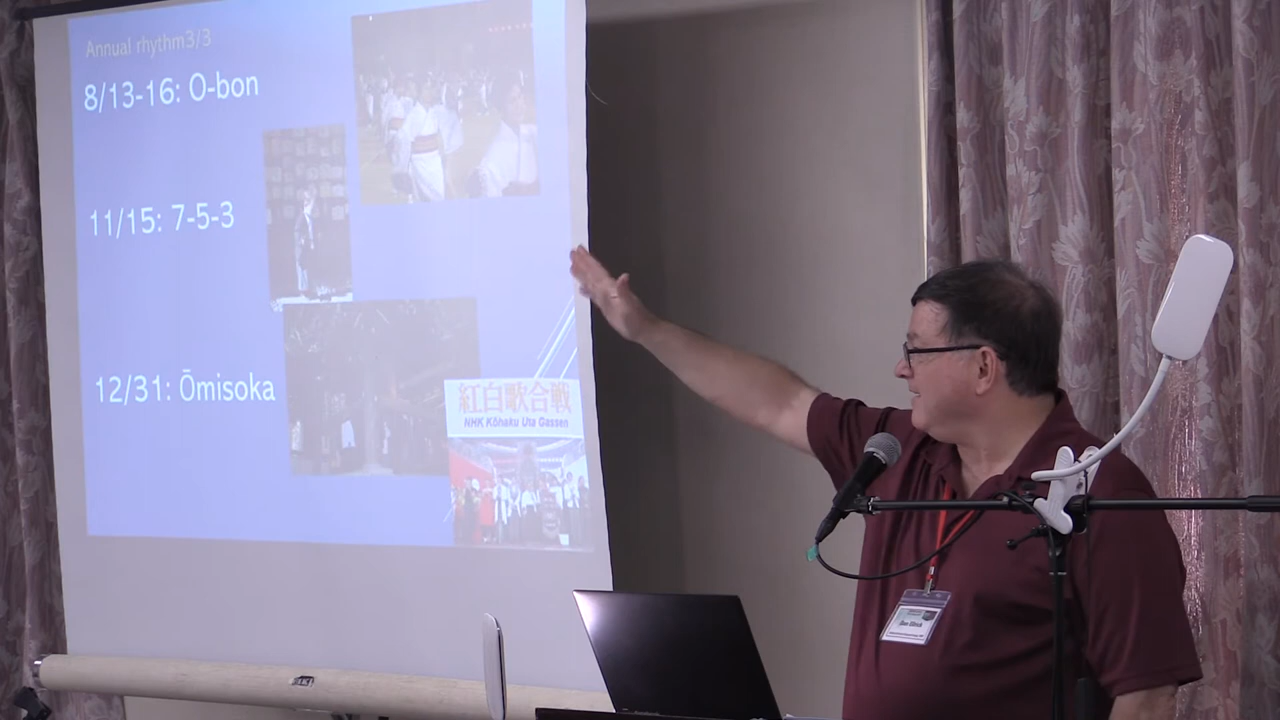 Annual rhythm3/3
8/13-16: O-bon
11/15: 7-5-3
12/31: Ōmisoka
紅白歌合戦
NHK Kōhaku Uta Gassen